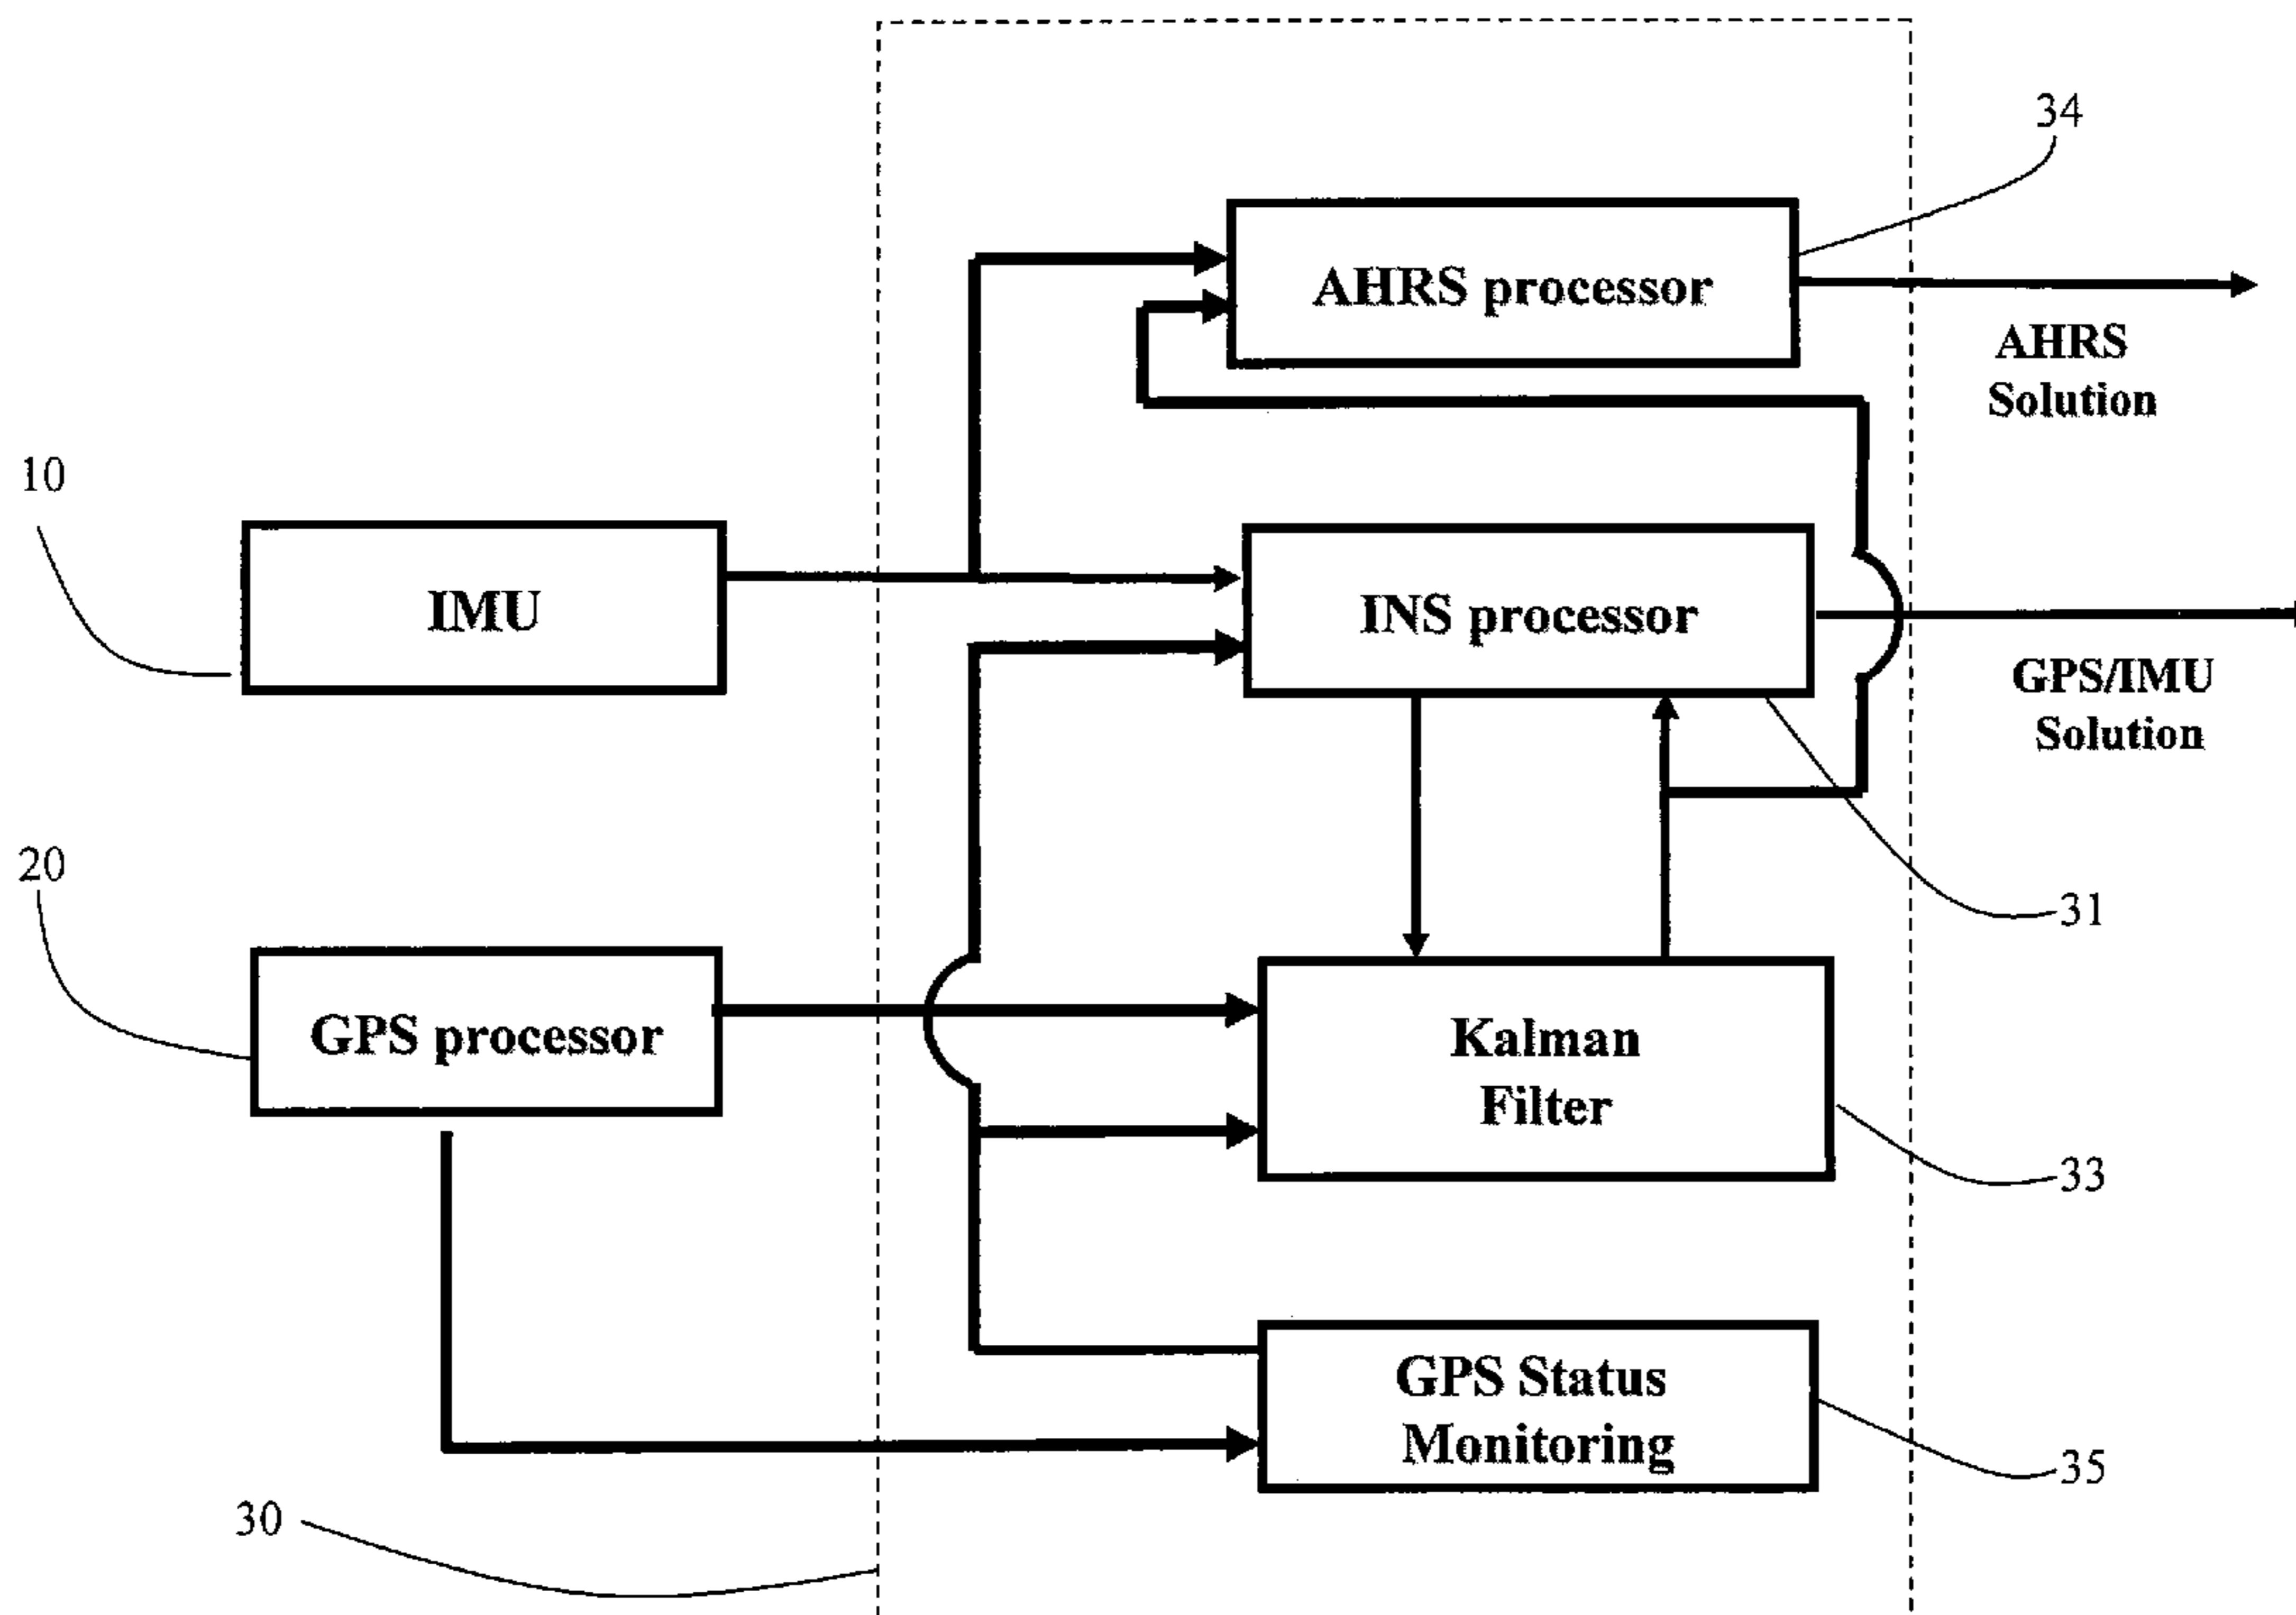 34
AHRS processor
AHRS
Solution
10
IMU
INS processor
GPS/IMU
Solution
20
31
GPS processor
Kalman
Filter
33
GPS Status
Monitoring
35
30